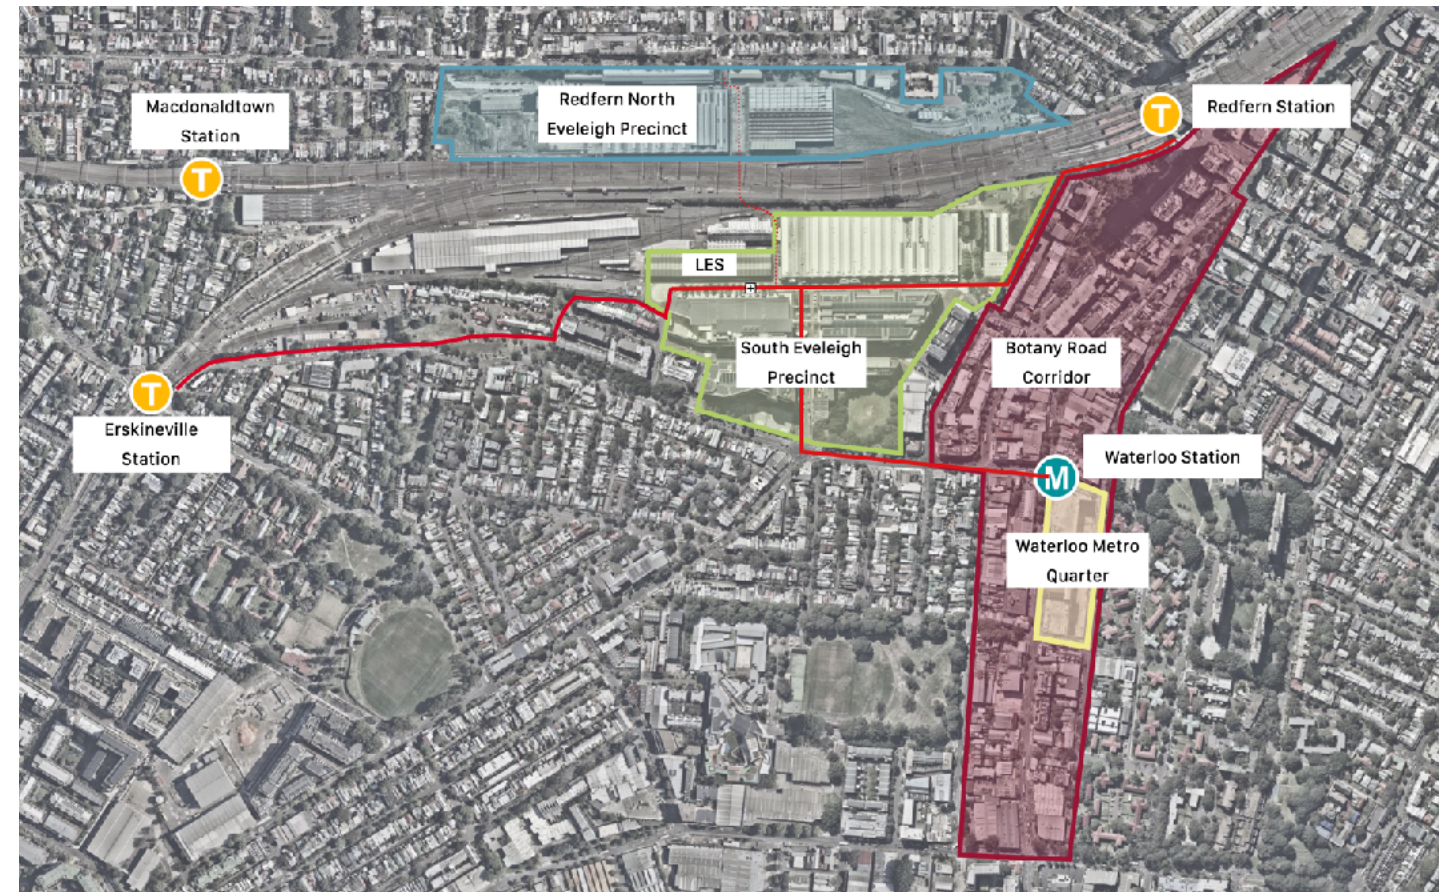 Redfern North
Eveleigh Precinct
Macdonaldtown
Station
T
Redfern Station
T
LES
South Eveleigh
Precinct
Botany Road
Corridor
T
Erskineville
Station
Waterloo Station
M
Waterloo Metro
Quarter